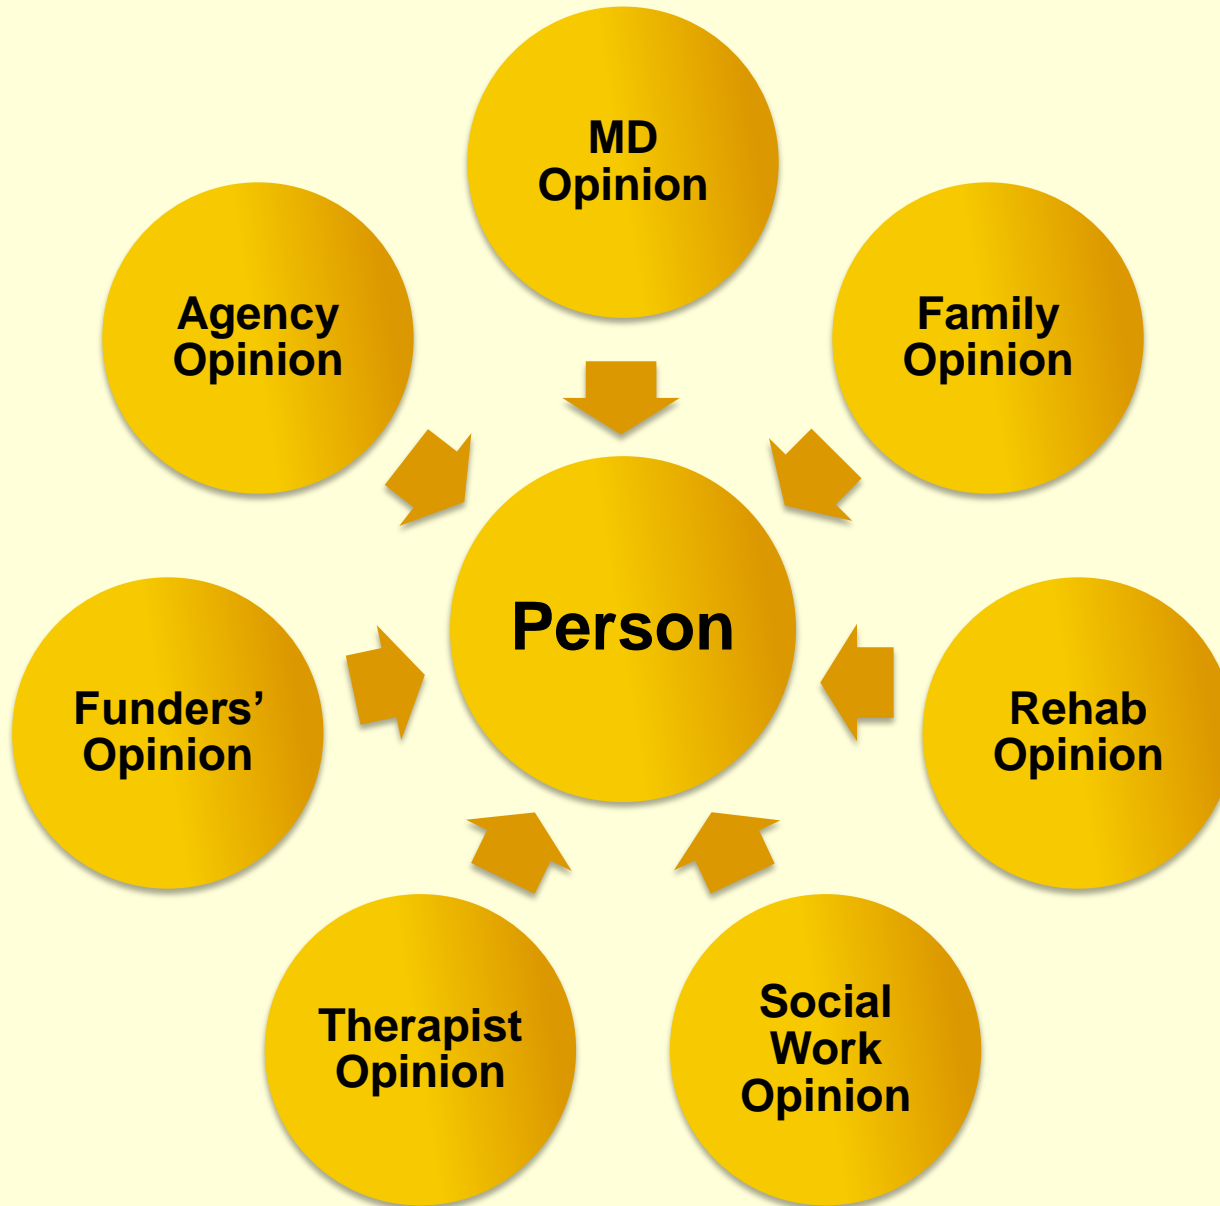 MD
Opinion
Agency
Opinion
Family
Opinion
Person
Funders’
Opinion
Rehab
Opinion
Therapist
Opinion
Social
Work
Opinion